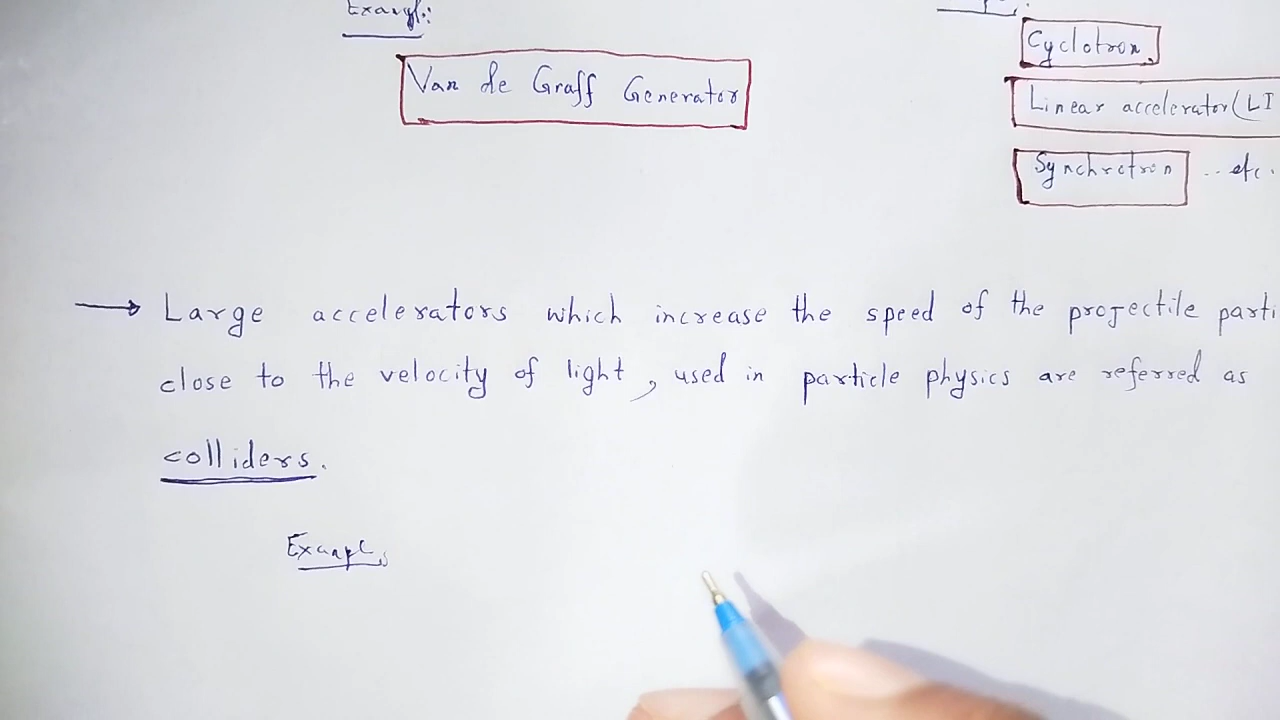 Exampl:
Van de Graff Generator
Cyclotron
Linear accelerator (LI
Synchrotron ... etc.
→ Large accelerators which increase the speed of the projectile parti
close to the velocity of light, used in particle physics are referred as
colliders.
Example: